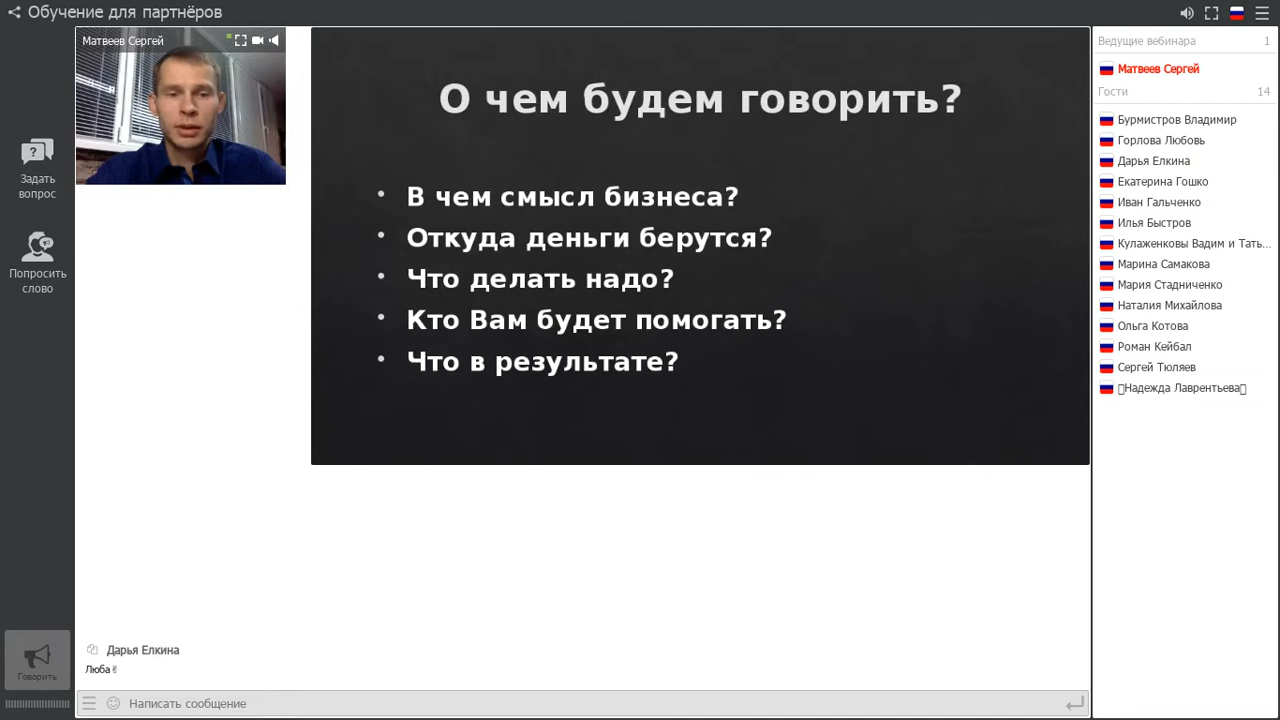 Обучение для партнёров
Матвеев Сергей
Задать
вопрос
Попросить
слово
Говорить
О чем будем говорить?
• В чем смысл бизнеса?
• Откуда деньги берутся?
• Что делать надо?
• Кто Вам будет помогать?
• Что в результате?
Дарья Елкина
Люба✌
Написать сообщение
Ведущие вебинара 1
Матвеев Сергей
Гости 14
Бурмистров Владимир
Горлова Любовь
Дарья Елкина
Екатерина Гошко
Иван Гальченко
Илья Быстров
Кулаженковы Вадим и Тать...
Марина Самакова
Мария Стадниченко
Наталия Михайлова
Ольга Котова
Роман Кейбал
Сергей Тюляев
Надежда Лаврентьева